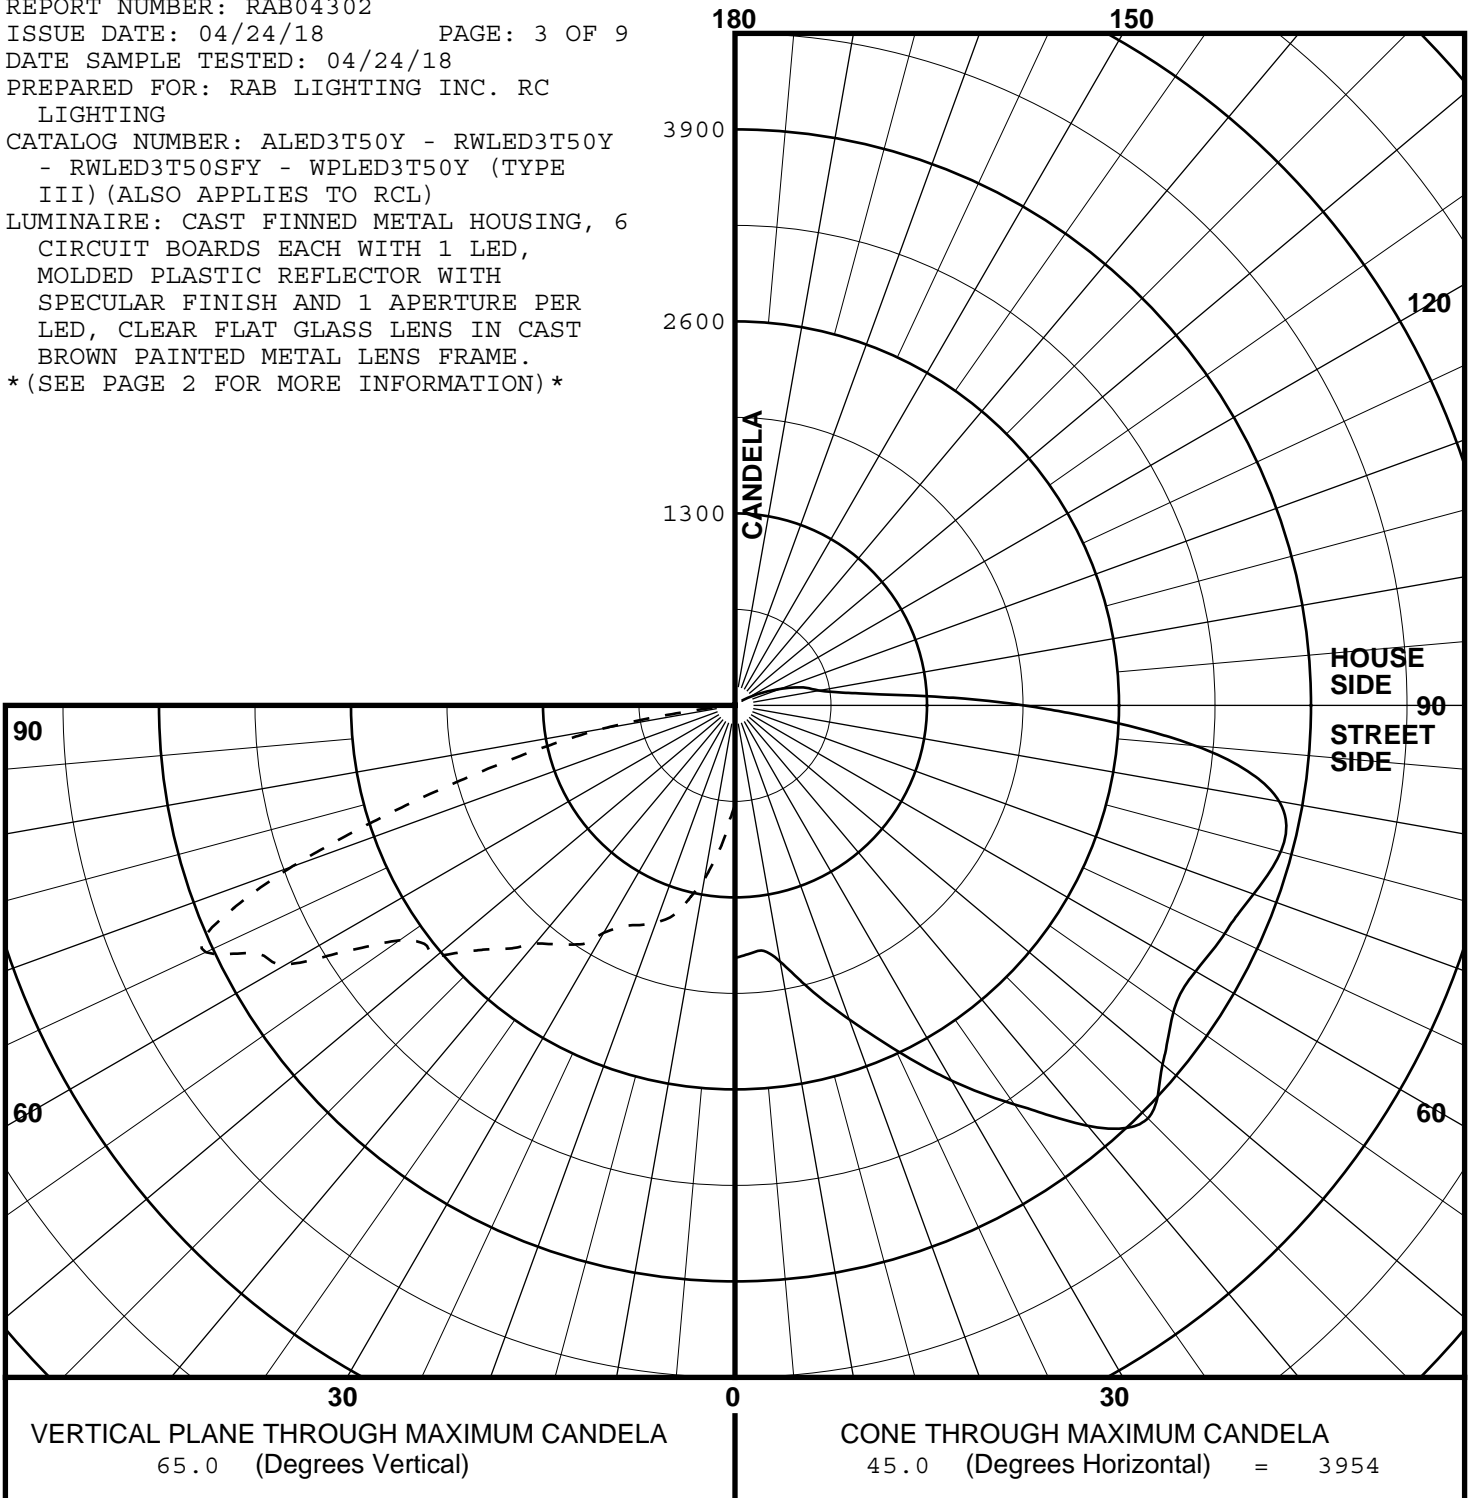 REPORT NUMBER: RAB04302
ISSUE DATE: 04/24/18 PAGE: 3 OF 9
DATE SAMPLE TESTED: 04/24/18
PREPARED FOR: RAB LIGHTING INC. RC
LIGHTING
CATALOG NUMBER: ALED3T50Y - RWLED3T50Y
- RWLED3T50SFY - WPLED3T50Y (TYPE
III)(ALSO APPLIES TO RCL)
LUMINAIRE: CAST FINNED METAL HOUSING, 6
CIRCUIT BOARDS EACH WITH 1 LED,
MOLDED PLASTIC REFLECTOR WITH
SPECULAR FINISH AND 1 APERTURE PER
LED, CLEAR FLAT GLASS LENS IN CAST
BROWN PAINTED METAL LENS FRAME.
*(SEE PAGE 2 FOR MORE INFORMATION)*
180 150
3900
120
2600
CANDELA
1300
HOUSE
SIDE
90 90
STREET
SIDE
60 60
30 0 30
VERTICAL PLANE THROUGH MAXIMUM CANDELA
65.0 (Degrees Vertical)
CONE THROUGH MAXIMUM CANDELA
45.0 (Degrees Horizontal) = 3954